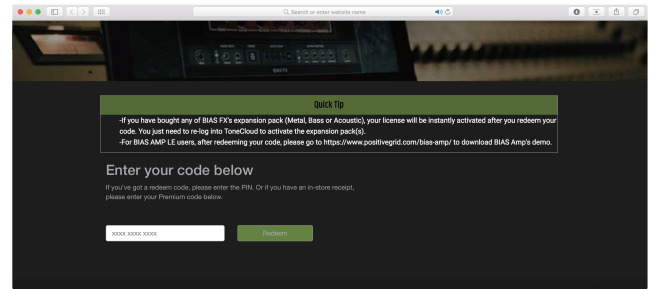 Search or enter website name
BIAS FX
Quick Tip
-If you have bought any of BIAS FX's expansion pack (Metal, Bass or Acoustic), your license will be instantly activated after you redeem your
code. You just need to re-log into ToneCloud to activate the expansion pack(s).
-For BIAS AMP LE users, after redeeming your code, please go to https://www.positivegrid.com/bias-amp/ to download BIAS Amp's demo.
Enter your code below
If you've got a redeem code, please enter the PIN. Or if you have an in-store receipt,
please enter your Premium code below.
xxxx xxxx xxxx
Redeem